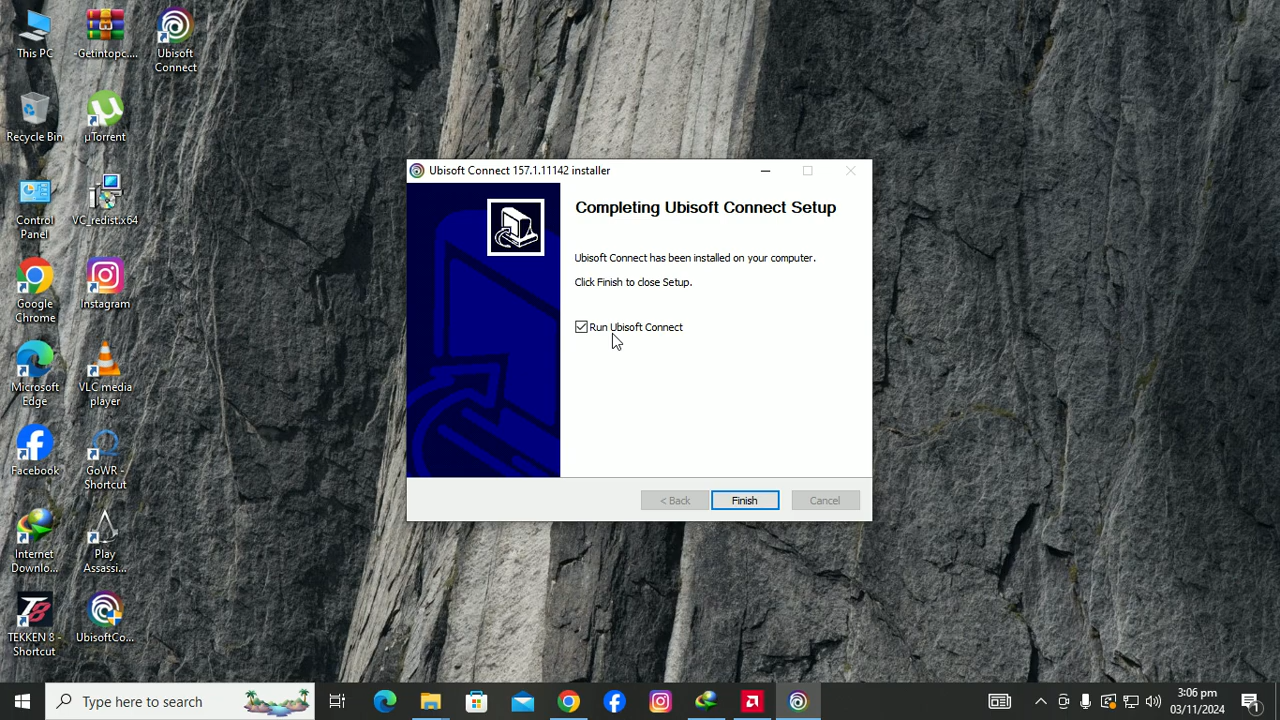 This PC
-Getintopc....
Ubisoft
Connect
Recycle Bin
µTorrent
Control
Panel
VC_redist.x64
Google
Chrome
Instagram
Microsoft
Edge
VLC media
player
Facebook
GoWR -
Shortcut
Internet
Downlo...
Play
Assassi...
TEKKEN 8 -
Shortcut
UbisoftCo...
Ubisoft Connect 157.1.11142 installer
Completing Ubisoft Connect Setup
Ubisoft Connect has been installed on your computer.
Click Finish to close Setup.
Run Ubisoft Connect
< Back
Finish
Cancel
Type here to search
3:06 pm
03/11/2024
1